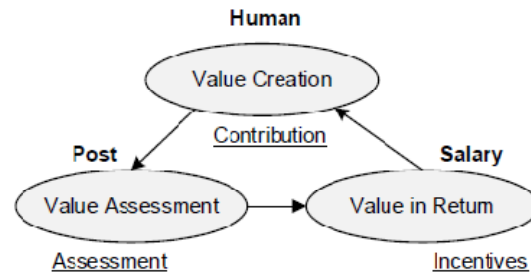 Human
Value Creation
Contribution
Post
Salary
Value Assessment
Value in Return
Assessment
Incentives